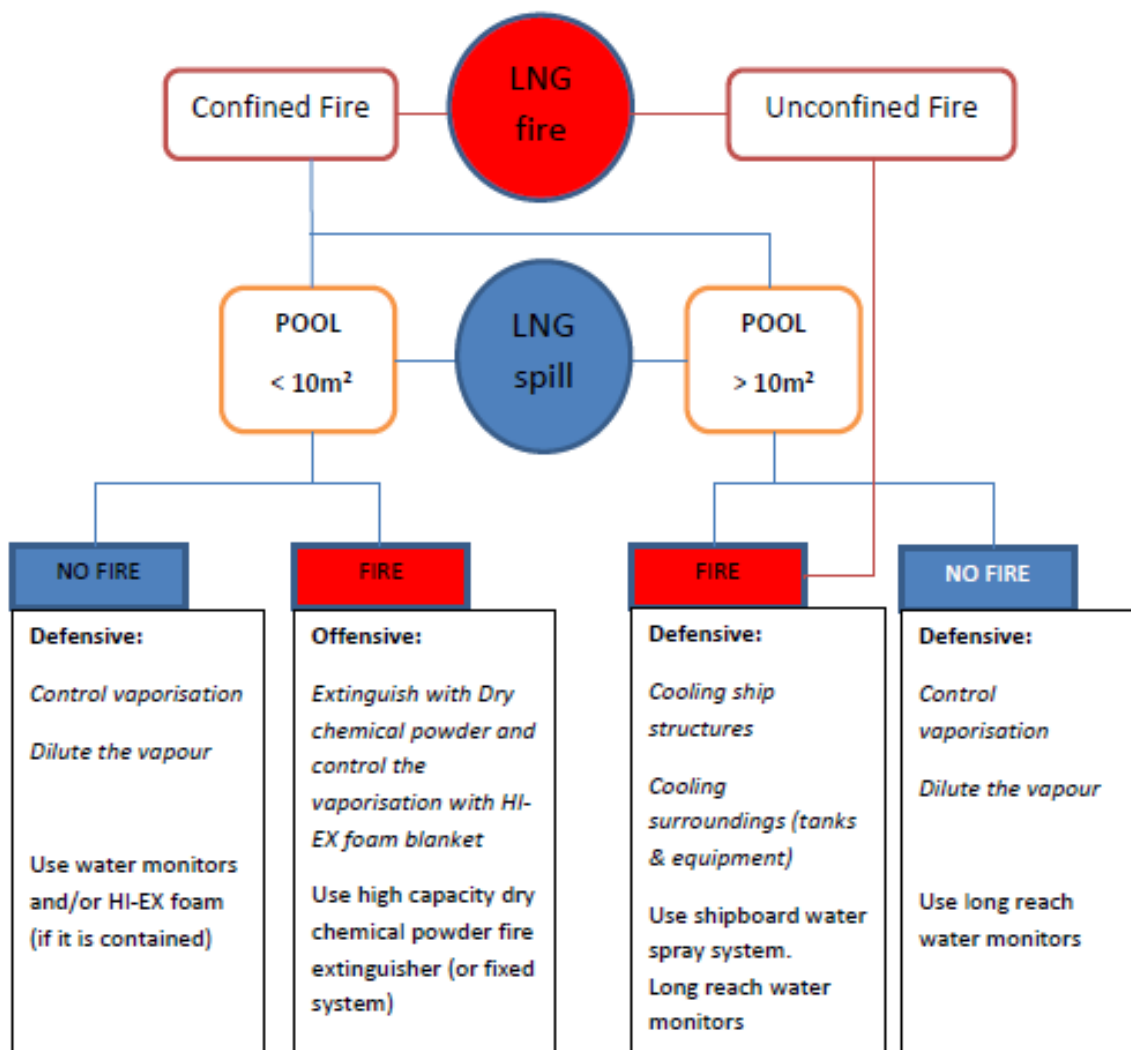 Confined Fire
LNG
fire
Unconfined Fire
POOL
< 10m²
LNG
spill
POOL
> 10m²
NO FIRE
Defensive:
Control vaporisation
Dilute the vapour
Use water monitors
and/or HI-EX foam
(if it is contained)
FIRE
Offensive:
Extinguish with Dry
chemical powder and
control the
vaporisation with HI-
EX foam blanket
Use high capacity dry
chemical powder fire
extinguisher (or fixed
system)
FIRE
Defensive:
Cooling ship
structures
Cooling
surroundings (tanks
& equipment)
Use shipboard water
spray system.
Long reach water
monitors
NO FIRE
Defensive:
Control
vaporisation
Dilute the vapour
Use long reach
water monitors